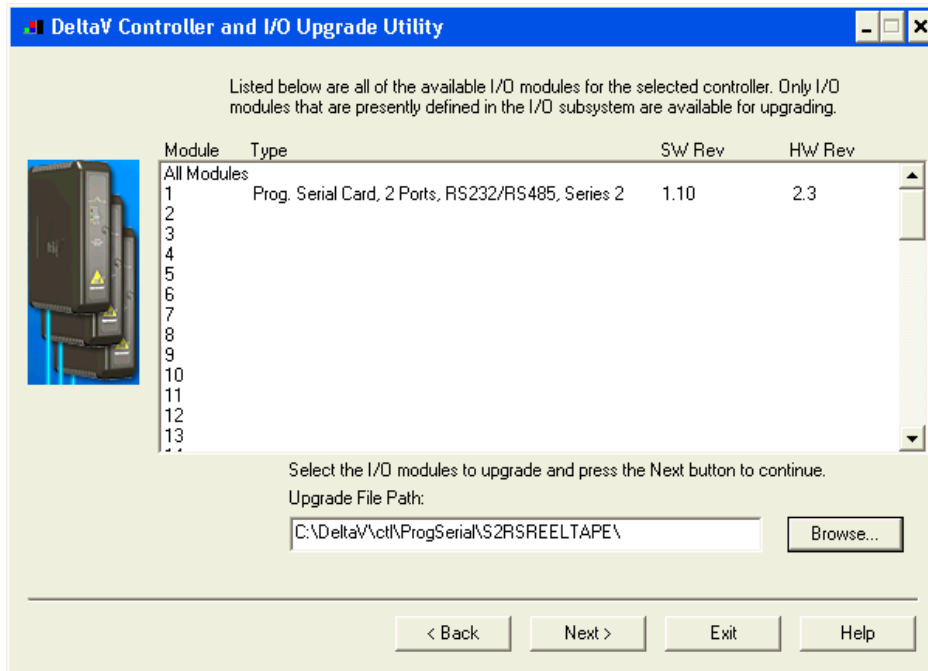 DeltaV Controller and I/O Upgrade Utility
Listed below are all of the available I/O modules for the selected controller. Only I/O
modules that are presently defined in the I/O subsystem are available for upgrading.
Module Type SW Rev HW Rev
All Modules
1 Prog. Serial Card, 2 Ports, RS232/RS485, Series 2 1.10 2.3
2
3
4
5
6
7
8
9
10
11
12
13
Select the I/O modules to upgrade and press the Next button to continue.
Upgrade File Path:
C:\DeltaV\ctl\ProgSerial\S2RSREELTAPE\
Browse...
< Back Next > Exit Help